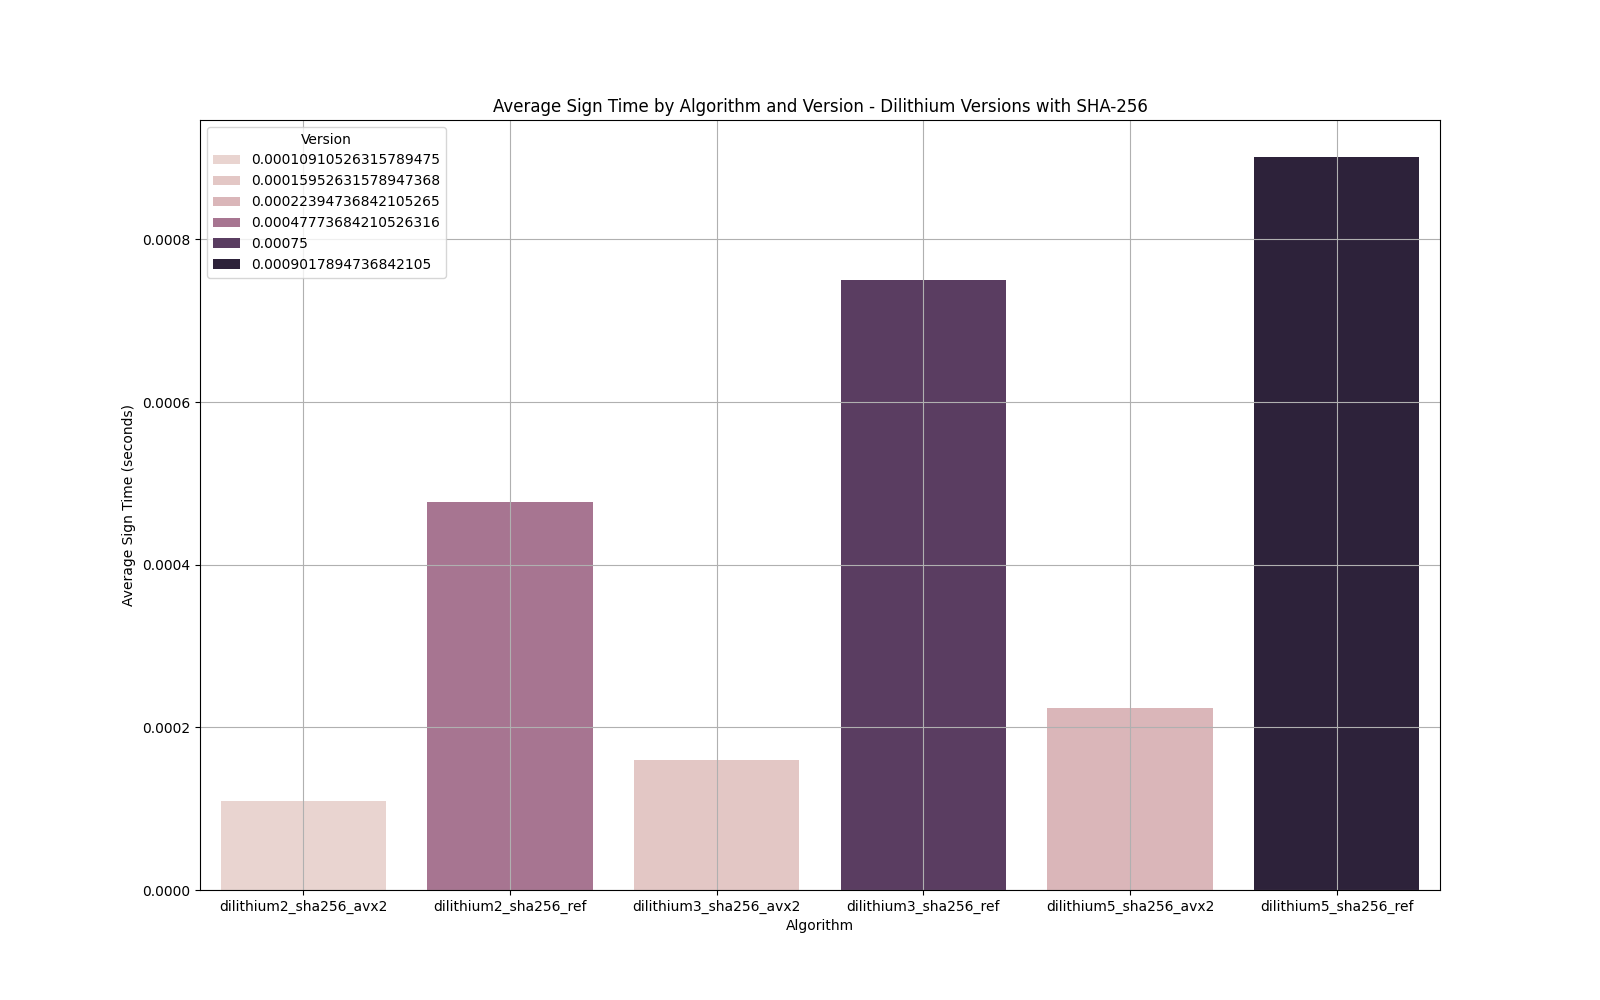 Average Sign Time by Algorithm and Version - Dilithium Versions with SHA-256
Version
0.00010910526315789475
0.00015952631578947368
0.00022394736842105265
0.00047773684210526316
0.00075
0.0009017894736842105
0.0008
0.0006
0.0004
0.0002
0.0000
Average Sign Time (seconds)
dilithium2_sha256_avx2 dilithium2_sha256_ref dilithium3_sha256_avx2 dilithium3_sha256_ref dilithium5_sha256_avx2 dilithium5_sha256_ref
Algorithm